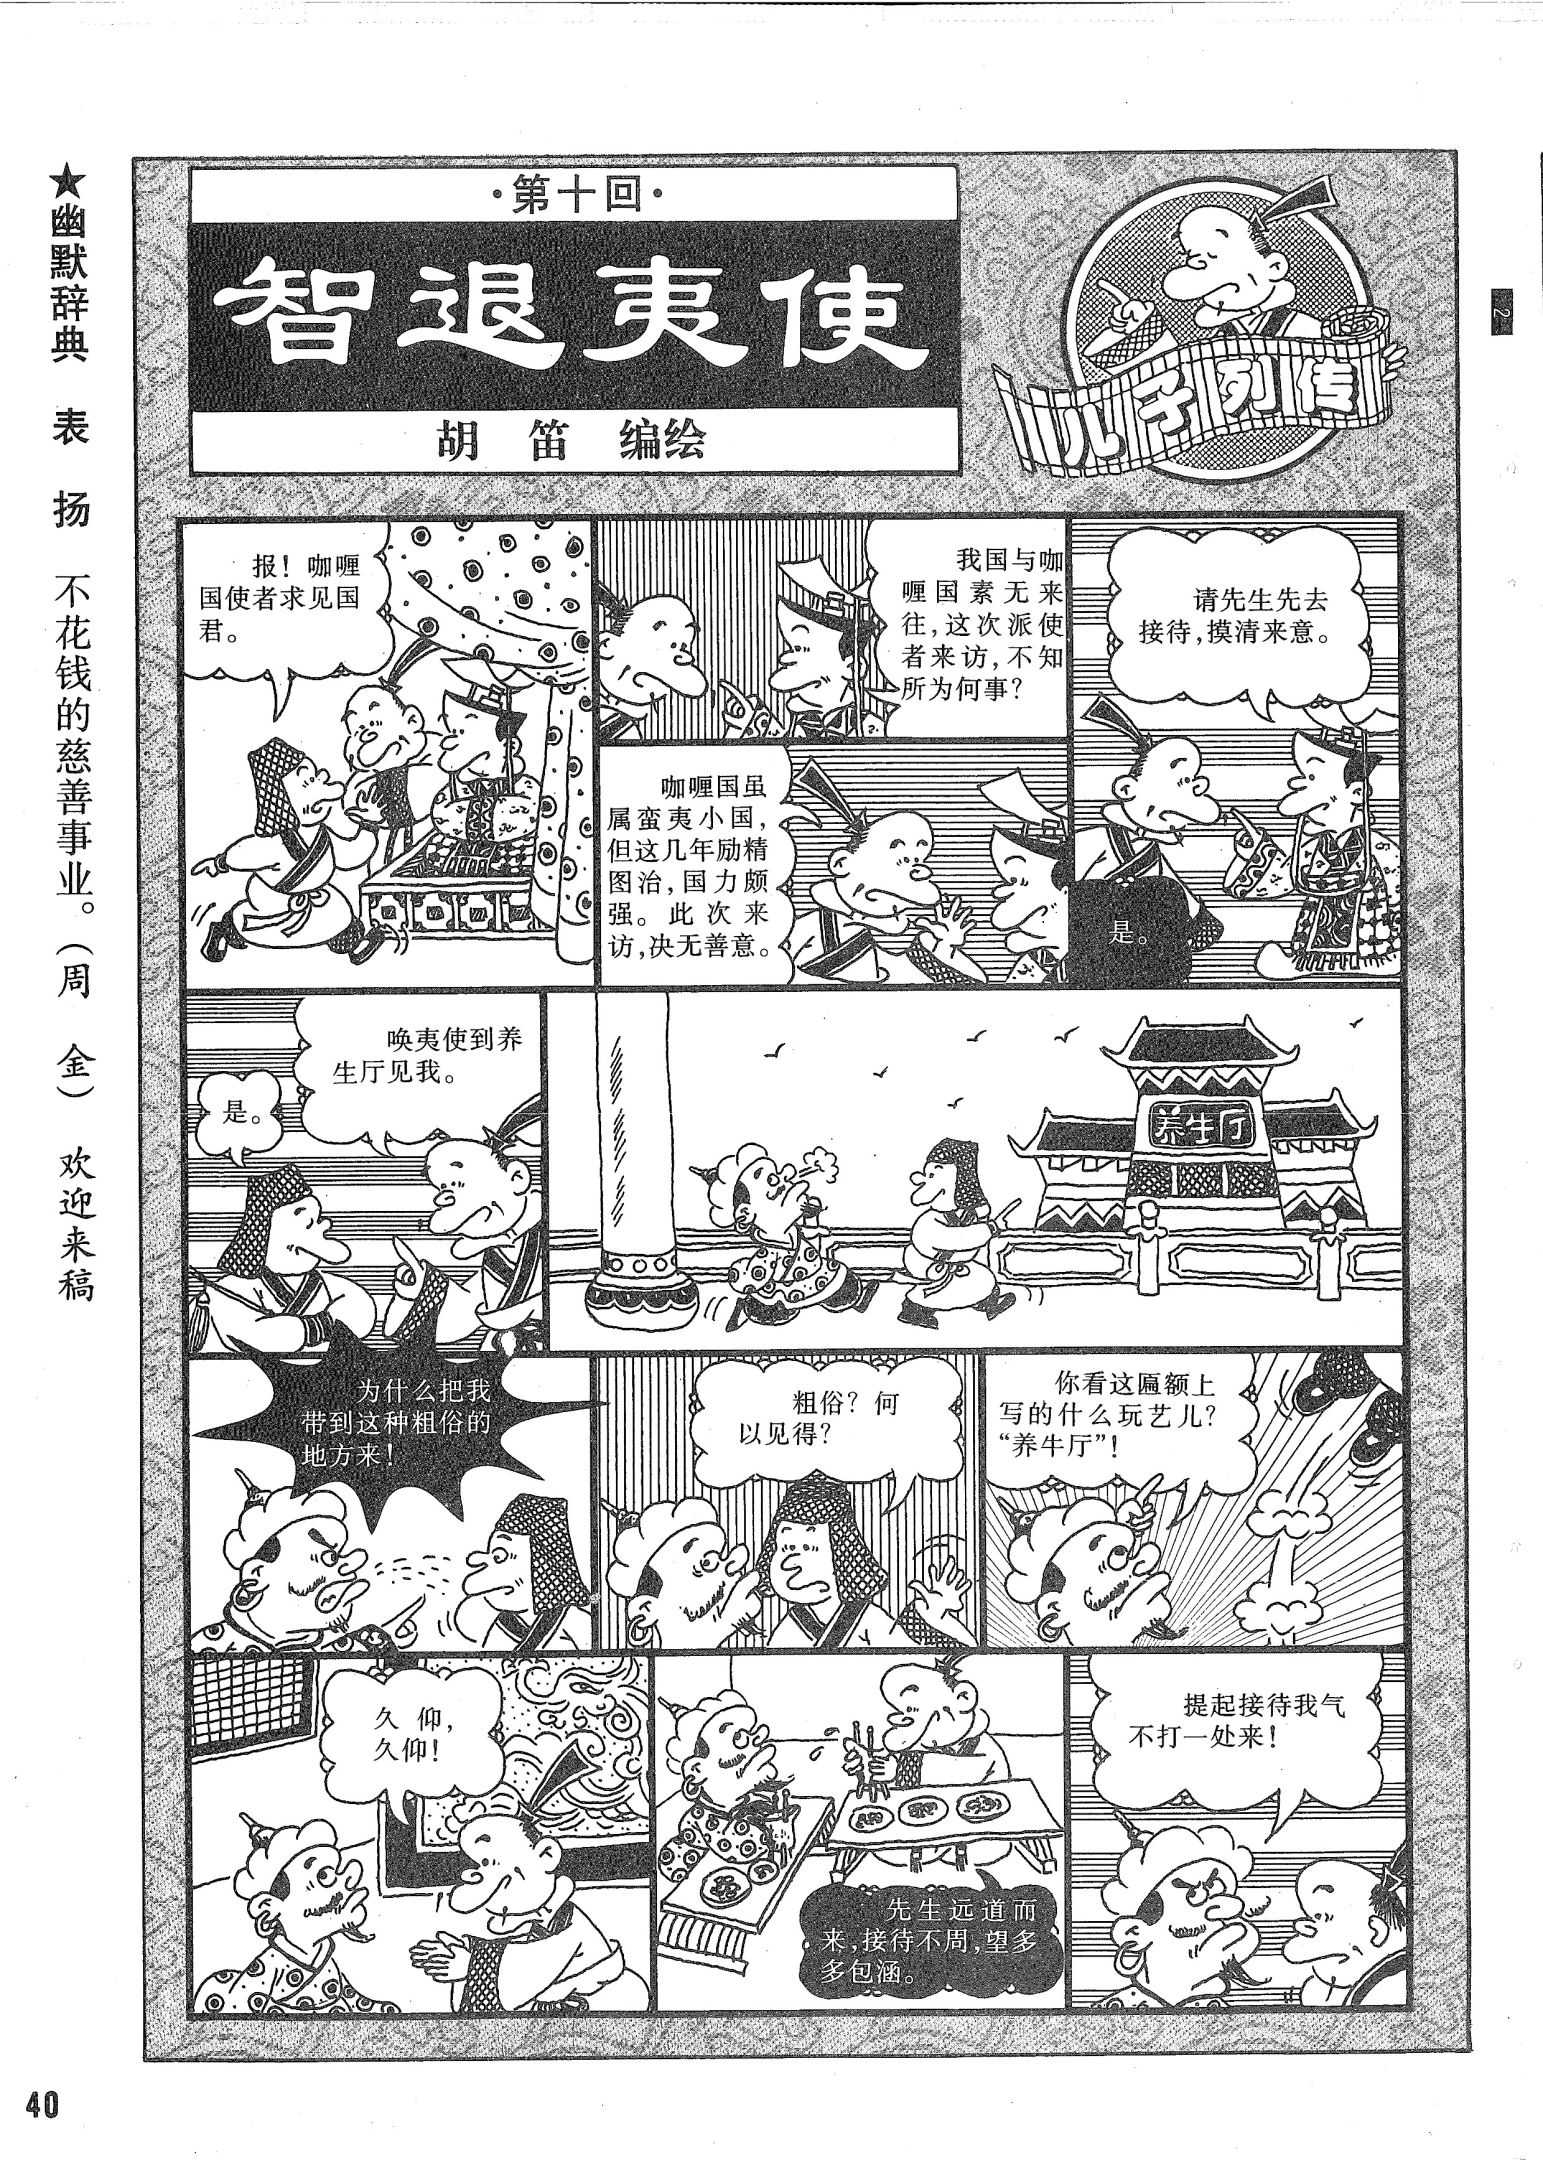 ·第十回·
智退夷使
胡 笛 编绘
儿子列传
报！咖喱
国使者求见国
君。
我国与咖
喱国素无来
往，这次派使
者来访，不知
所为何事？
咖喱国虽
属蛮夷小国，
但这几年励精
图治，国力颇
强。此次来
访，决无善意。
请先生先去
接待，摸清来意。
是。
唤夷使到养
生厅见我。
是。
养生厅
为什么把我
带到这种粗俗的
地方来！
粗俗？何
以见得？
你看这匾额上
写的什么玩艺儿？
“养牛厅”！
久仰，
久仰！
先生远道而
来，接待不周，望多
多包涵。
提起接待我气
不打一处来！
★幽默辞典 表 扬 不花钱的慈善事业。（周 金） 欢迎来稿
40
2